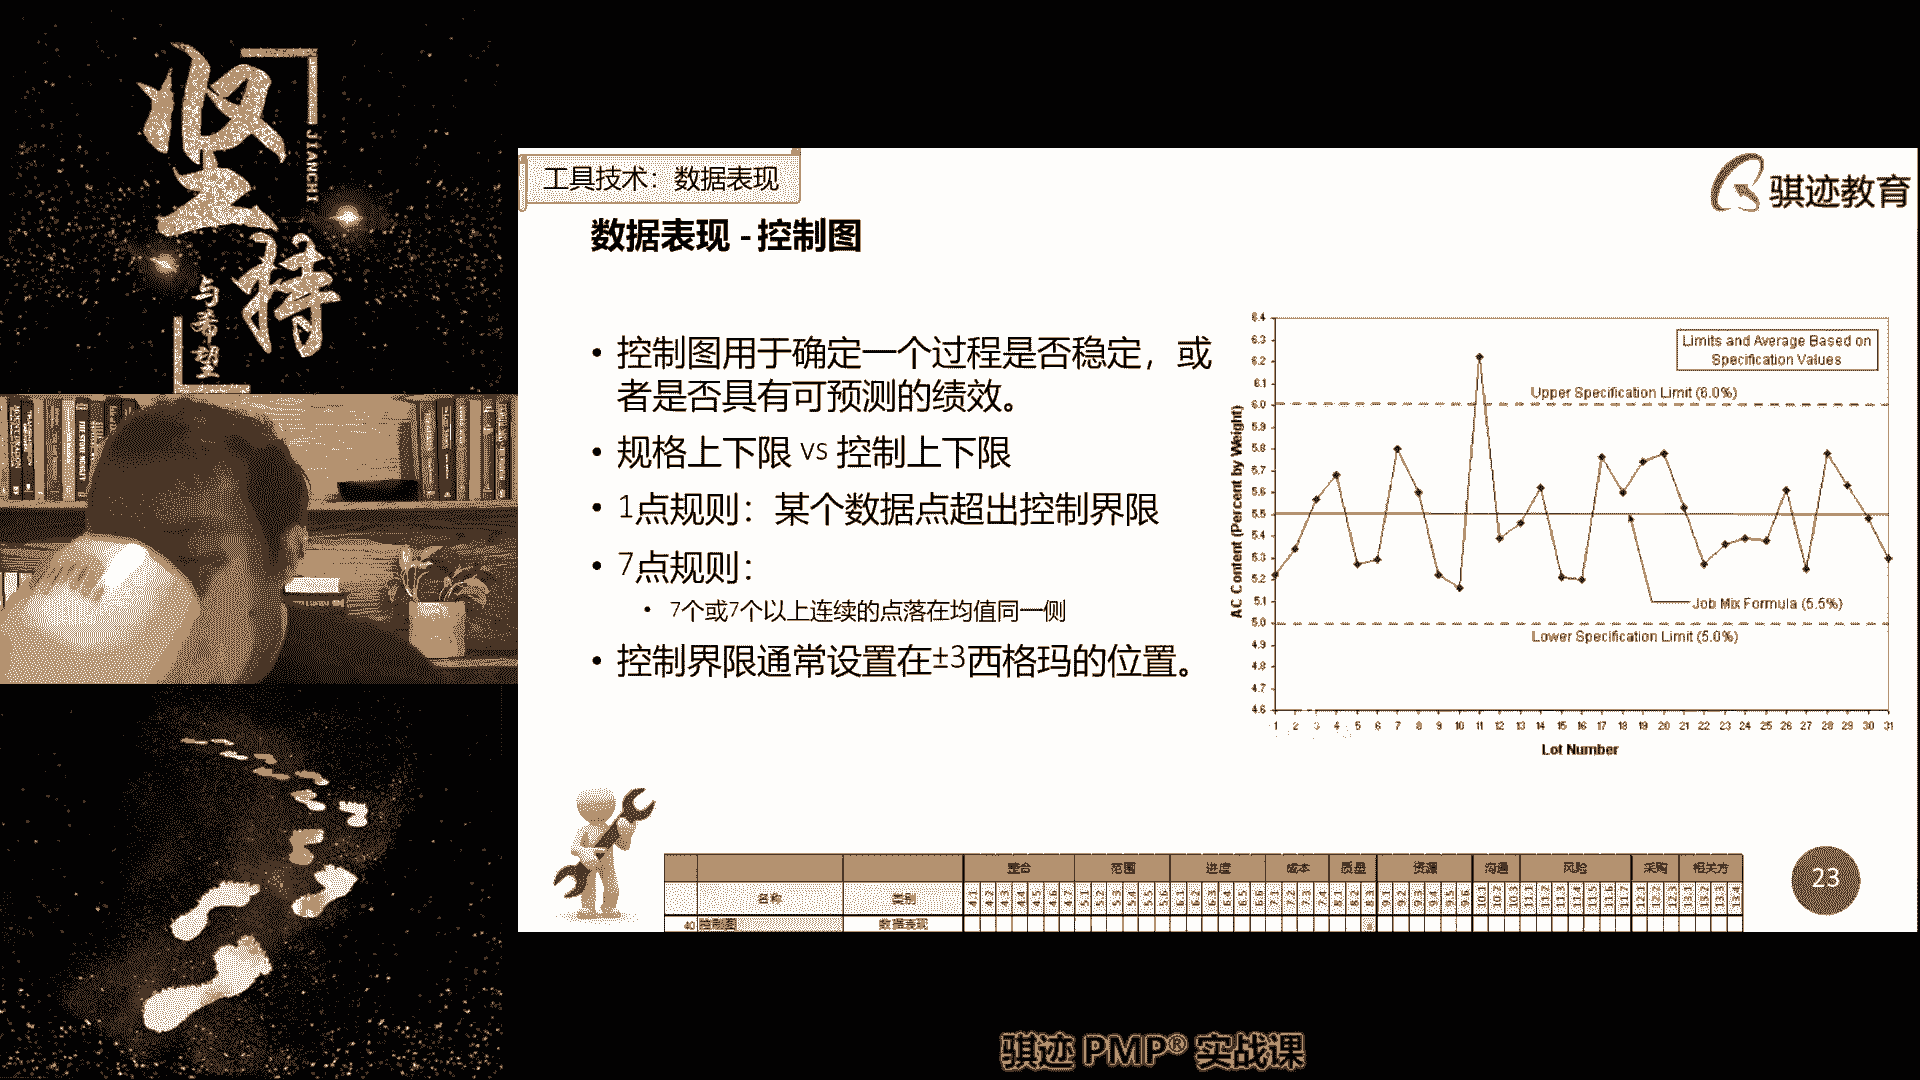 坚
持
JIANCHI
与
希
望
工具技术：数据表现
骐迹教育
数据表现 - 控制图
• 控制图用于确定一个过程是否稳定，或
者是否具有可预测的绩效。
• 规格上下限 vs 控制上下限
• 1点规则：某个数据点超出控制界限
• 7点规则：
• 7个或7个以上连续的点落在均值同一侧
• 控制界限通常设置在±3西格玛的位置。
Limits and Average Based on
Specification Values
Upper Specification Limit (6.0%)
Job Mix Formula (5.5%)
Lower Specification Limit (5.0%)
AC Content (Percent by Weight)
6.4
6.3
6.2
6.1
6.0
5.9
5.8
5.7
5.6
5.5
5.4
5.3
5.2
5.1
5.0
4.9
4.8
4.7
4.6
1 2 3 4 5 6 7 8 9 10 11 12 13 14 15 16 17 18 19 20 21 22 23 24 25 26 27 28 29 30 31
Lot Number
整合 范围 进度 成本 质量 资源 沟通 风险 采购 相关方
名称 类别
40 控制图 数据表现
23
骐迹 PMP® 实战课